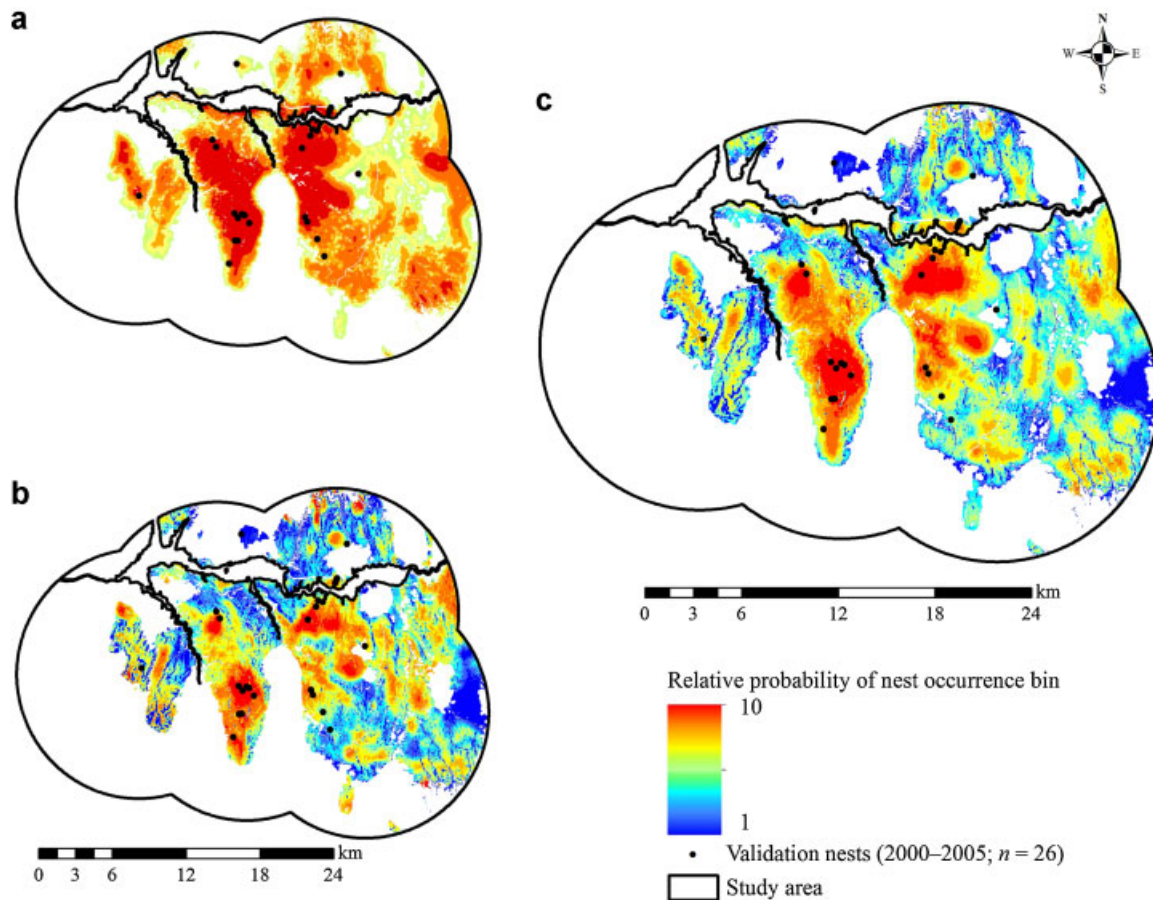 a
N
W E
S
c
b
km
0 3 6 12 18 24
km
0 3 6 12 18 24
Relative probability of nest occurrence bin
10
1
Validation nests (2000–2005; n = 26)
Study area